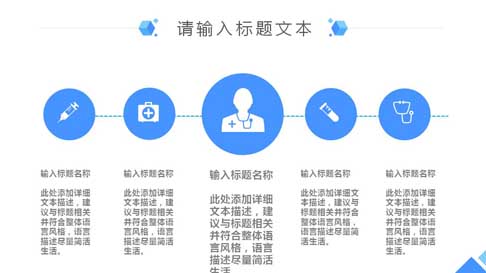 请输入标题文本
输入标题名称
此处添加详细
文本描述，建
议与标题相关
并符合整体语
言风格，语言
描述尽量简洁
生活。
输入标题名称
此处添加详细
文本描述，建
议与标题相关
并符合整体语
言风格，语言
描述尽量简洁
生活。
输入标题名称
此处添加详细
文本描述，建
议与标题相关
并符合整体语
言风格，语言
描述尽量简洁
生活
输入标题名称
此处添加详细
文本描述，建
议与标题相关
并符合整体语
言风格，语言
描述尽量简洁
生活。
输入标题名称
此处添加详细
文本描述，建
议与标题相关
并符合整体语
言风格，语言
描述尽量简活
生活。